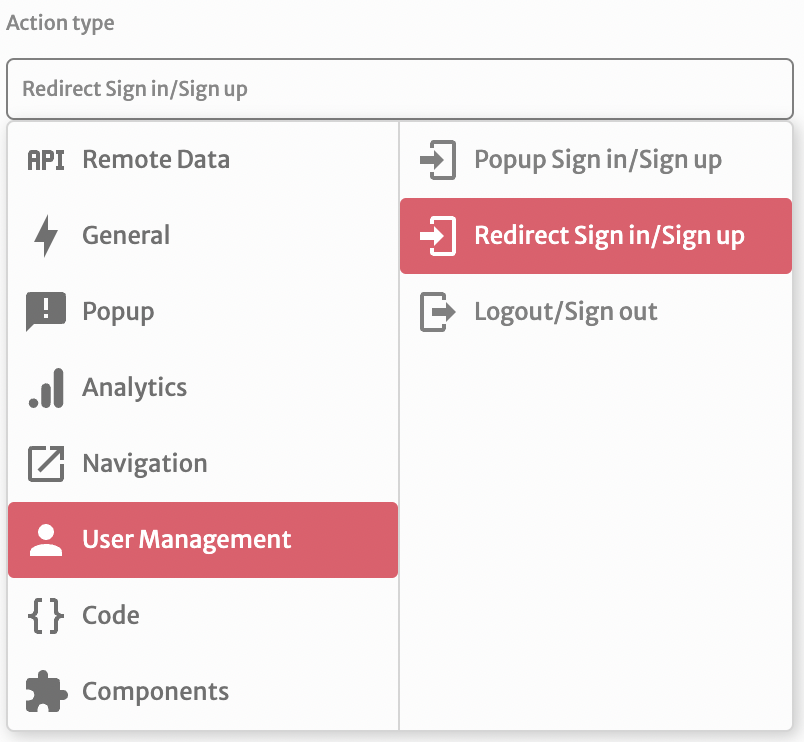 Action type
Redirect Sign in/Sign up
API Remote Data
General
Popup
Analytics
Navigation
User Management
Code
Components
Popup Sign in/Sign up
Redirect Sign in/Sign up
Logout/Sign out